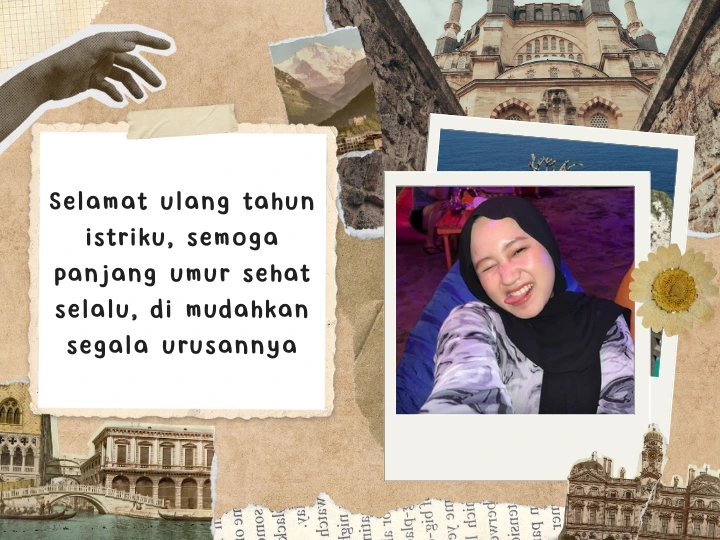 Selamat ulang tahun
istriku, semoga
panjang umur sehat
selalu, di mudahkan
segala urusannya